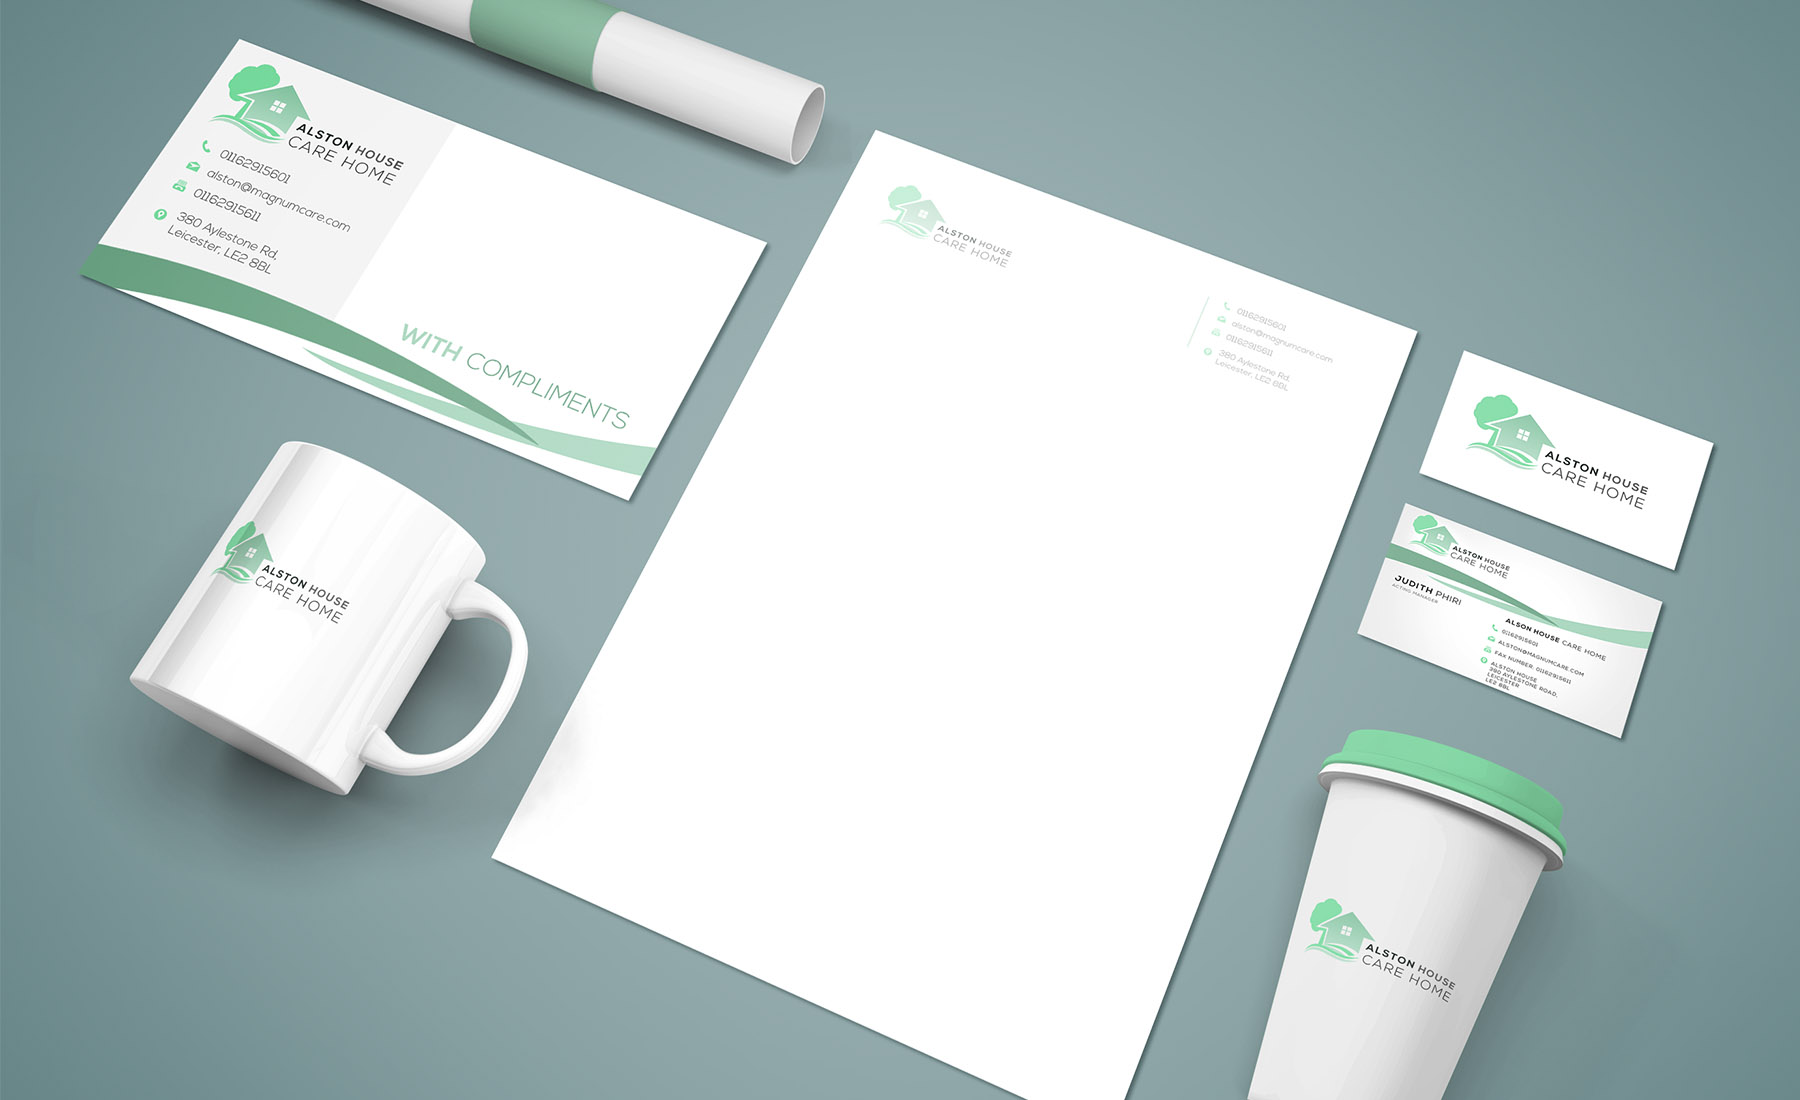 ALSTON HOUSE
CARE HOME
01162915601
alston@magnumcare.com
01162915611
380 Aylestone Rd.
Leicester, LE2 8BL
WITH COMPLIMENTS
ALSTON HOUSE
CARE HOME
01162915601
alston@magnumcare.com
01162915611
380 Aylestone Rd.
Leicester, LE2 8BL
ALSTON HOUSE
CARE HOME
ALSTON HOUSE
CARE HOME
JUDITH PHIRI
ACTING MANAGER
ALSON HOUSE CARE HOME
01162915601
ALSTON@MAGNUMCARE.COM
FAX NUMBER. 01162915611
ALSTON HOUSE
380 AYLESTONE ROAD,
LEICESTER
LE2 8BL
ALSTON HOUSE
CARE HOME
ALSTON HOUSE
CARE HOME